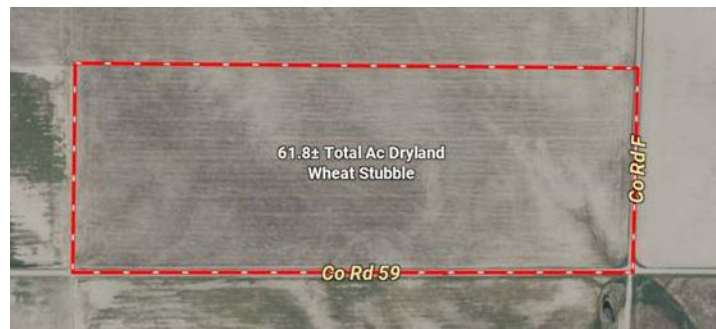 61.8± Total Ac Dryland
Wheat Stubble
Co Rd F
Co Rd 59